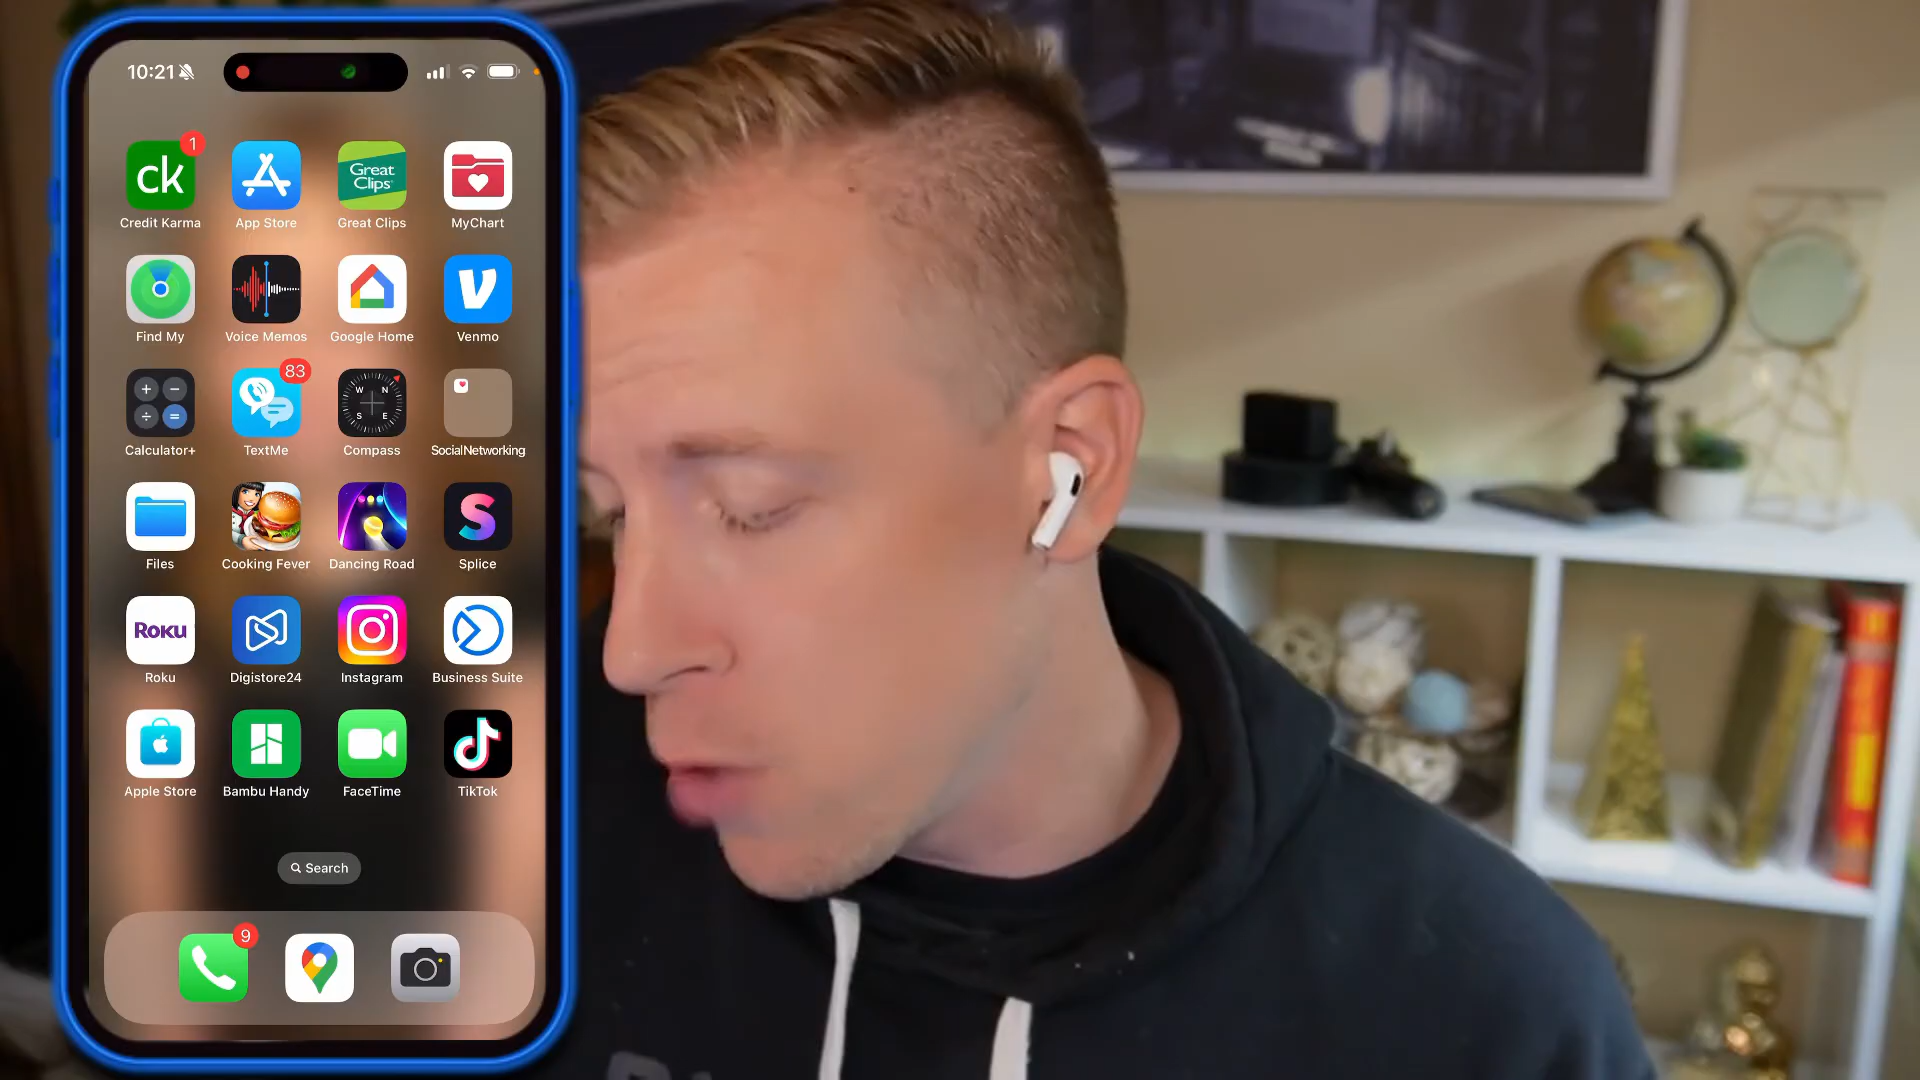 10:21
ck 1 Great Clips
Credit Karma App Store Great Clips MyChart
Find My Voice Memos Google Home Venmo
83 W N S E
Calculator+ TextMe Compass SocialNetworking
Files Cooking Fever Dancing Road Splice
ROKU
Roku Digistore24 Instagram Business Suite
Apple Store Bambu Handy FaceTime TikTok
Search
9